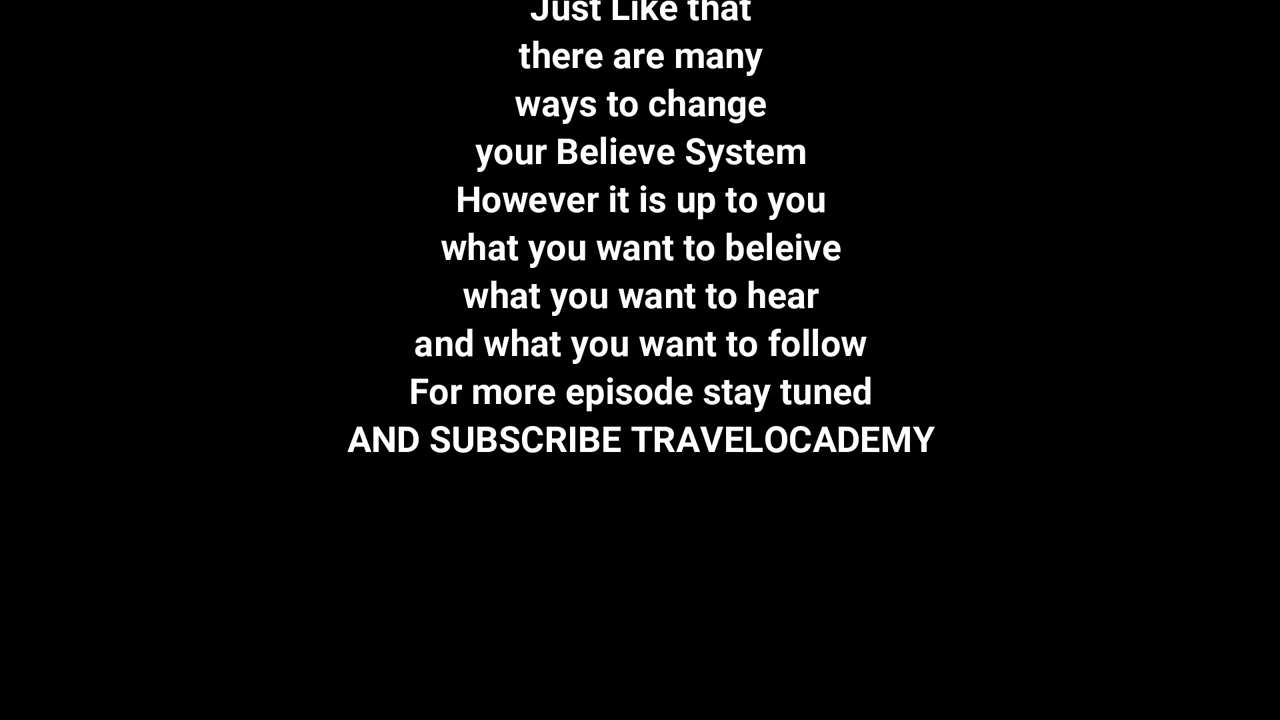 Just Like that
there are many
ways to change
your Believe System
However it is up to you
what you want to beleive
what you want to hear
and what you want to follow
For more episode stay tuned
AND SUBSCRIBE TRAVELOCADEMY